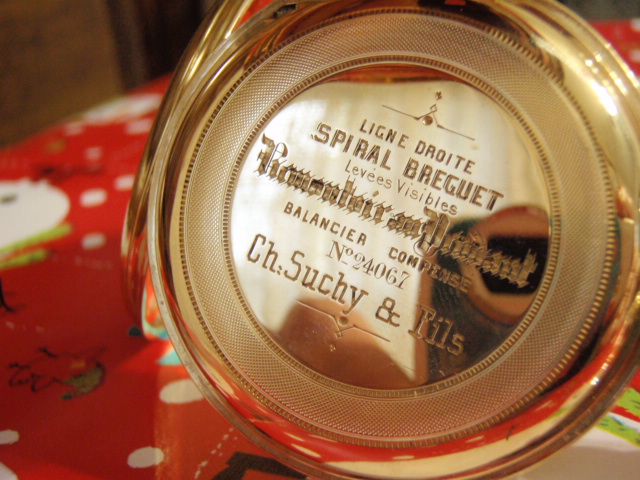 LIGNE DROITE
SPIRAL BREGUET
Levées Visibles
Remontoir au Pendant
BALANCIER COMPENSÉ
No 24067
Ch. Suchy & Fils